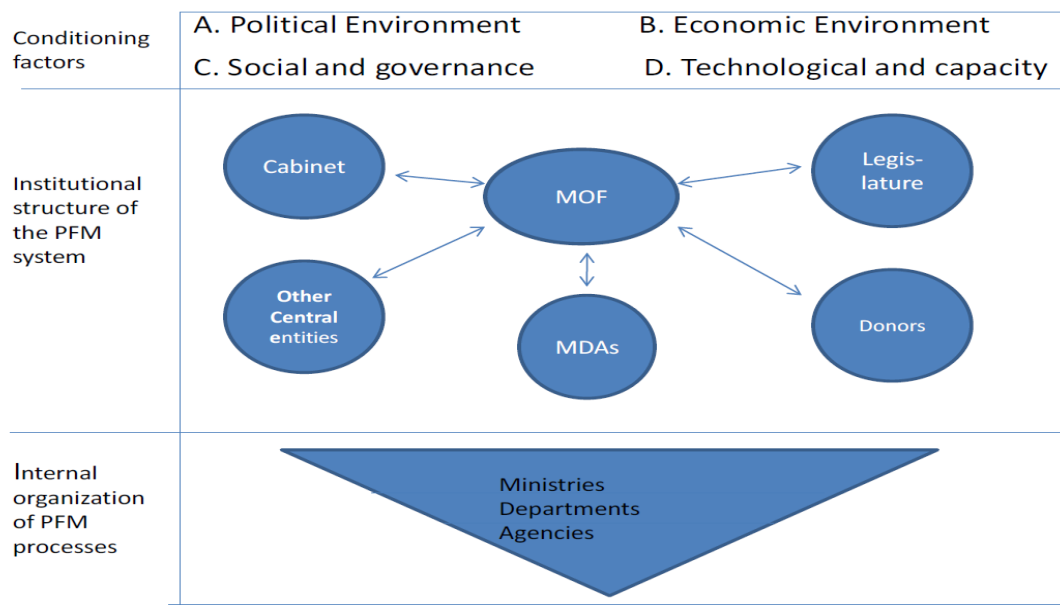 Conditioning
factors
A. Political Environment
B. Economic Environment
C. Social and governance
D. Technological and capacity
Institutional
structure of
the PFM
system
Cabinet
MOF
Legis-
lature
Other
Central
entities
MDAs
Donors
Internal
organization
of PFM
processes
Ministries
Departments
Agencies